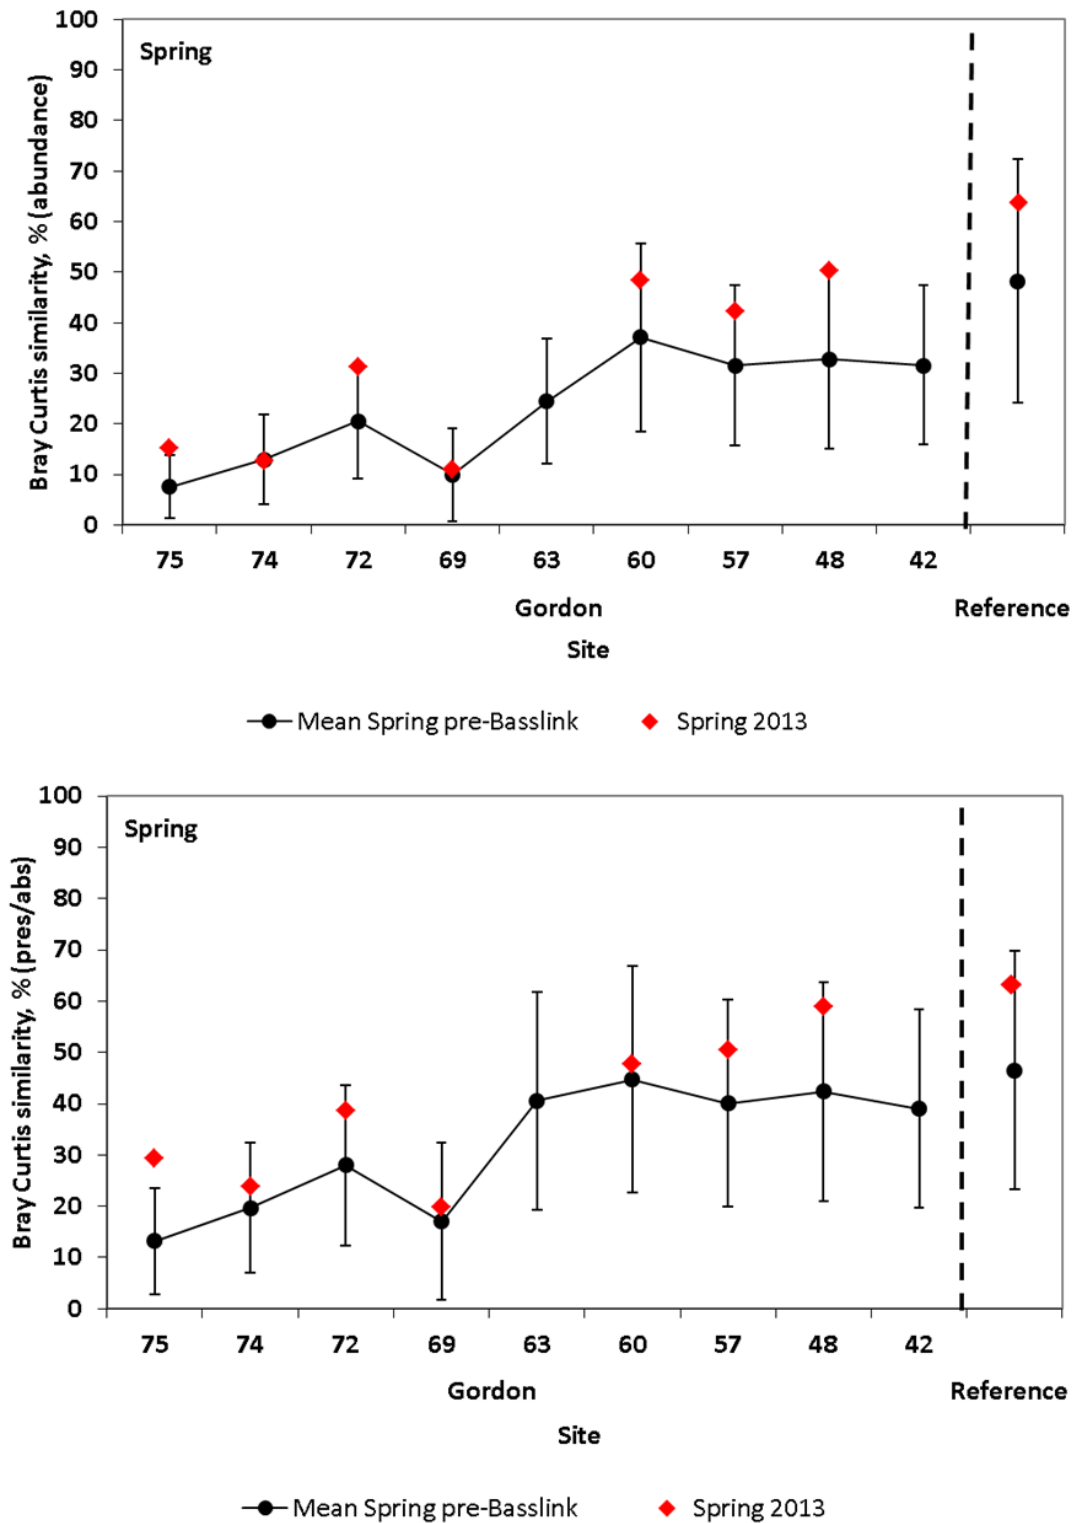 100
Spring
90
80
70
60
50
40
30
20
10
0
Bray Curtis similarity, % (abundance)
75 74 72 69 63 60 57 48 42
Gordon Reference
Site
Mean Spring pre-Basslink Spring 2013
100
Spring
90
80
70
60
50
40
30
20
10
0
Bray Curtis similarity, % (pres/abs)
75 74 72 69 63 60 57 48 42
Gordon Reference
Site
Mean Spring pre-Basslink Spring 2013